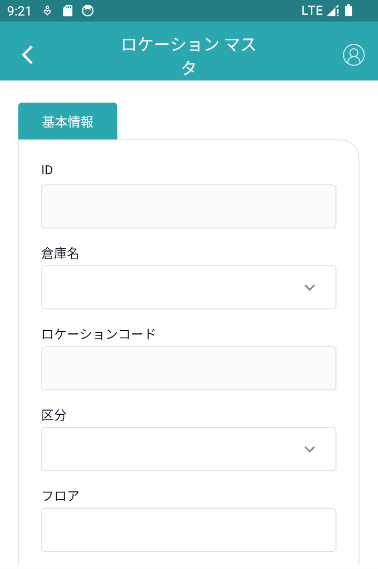 9:21
LTE
ロケーション マス
タ
基本情報
ID
倉庫名
ロケーションコード
区分
フロア